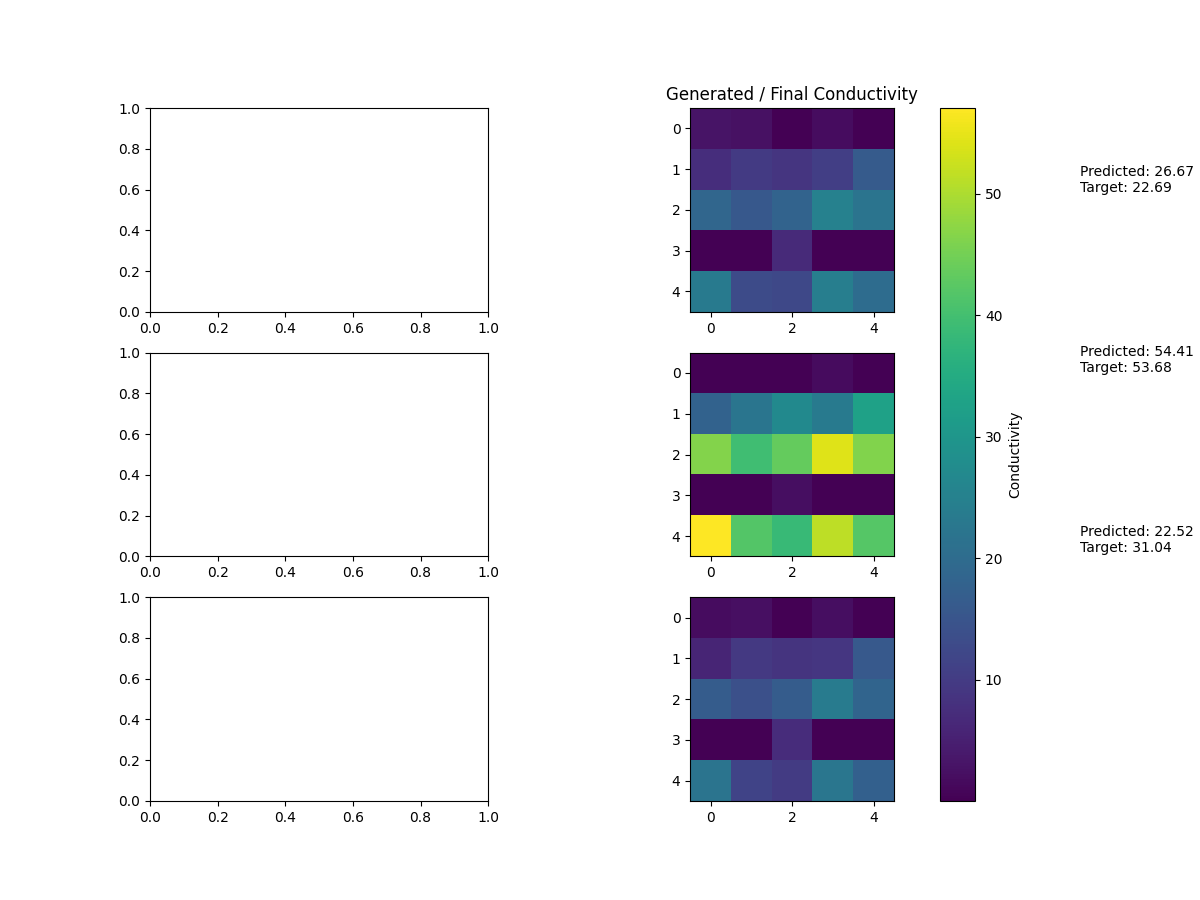 Generated / Final Conductivity
1.0
0.8
0.6
0.4
0.2
0.0
0.0 0.2 0.4 0.6 0.8 1.0
0
1
2
3
4
0 2 4
1.0
0.8
0.6
0.4
0.2
0.0
0.0 0.2 0.4 0.6 0.8 1.0
0
1
2
3
4
0 2 4
1.0
0.8
0.6
0.4
0.2
0.0
0.0 0.2 0.4 0.6 0.8 1.0
0
1
2
3
4
0 2 4
50
40
30
20
10
Conductivity
Predicted: 26.67
Target: 22.69
Predicted: 54.41
Target: 53.68
Predicted: 22.52
Target: 31.04